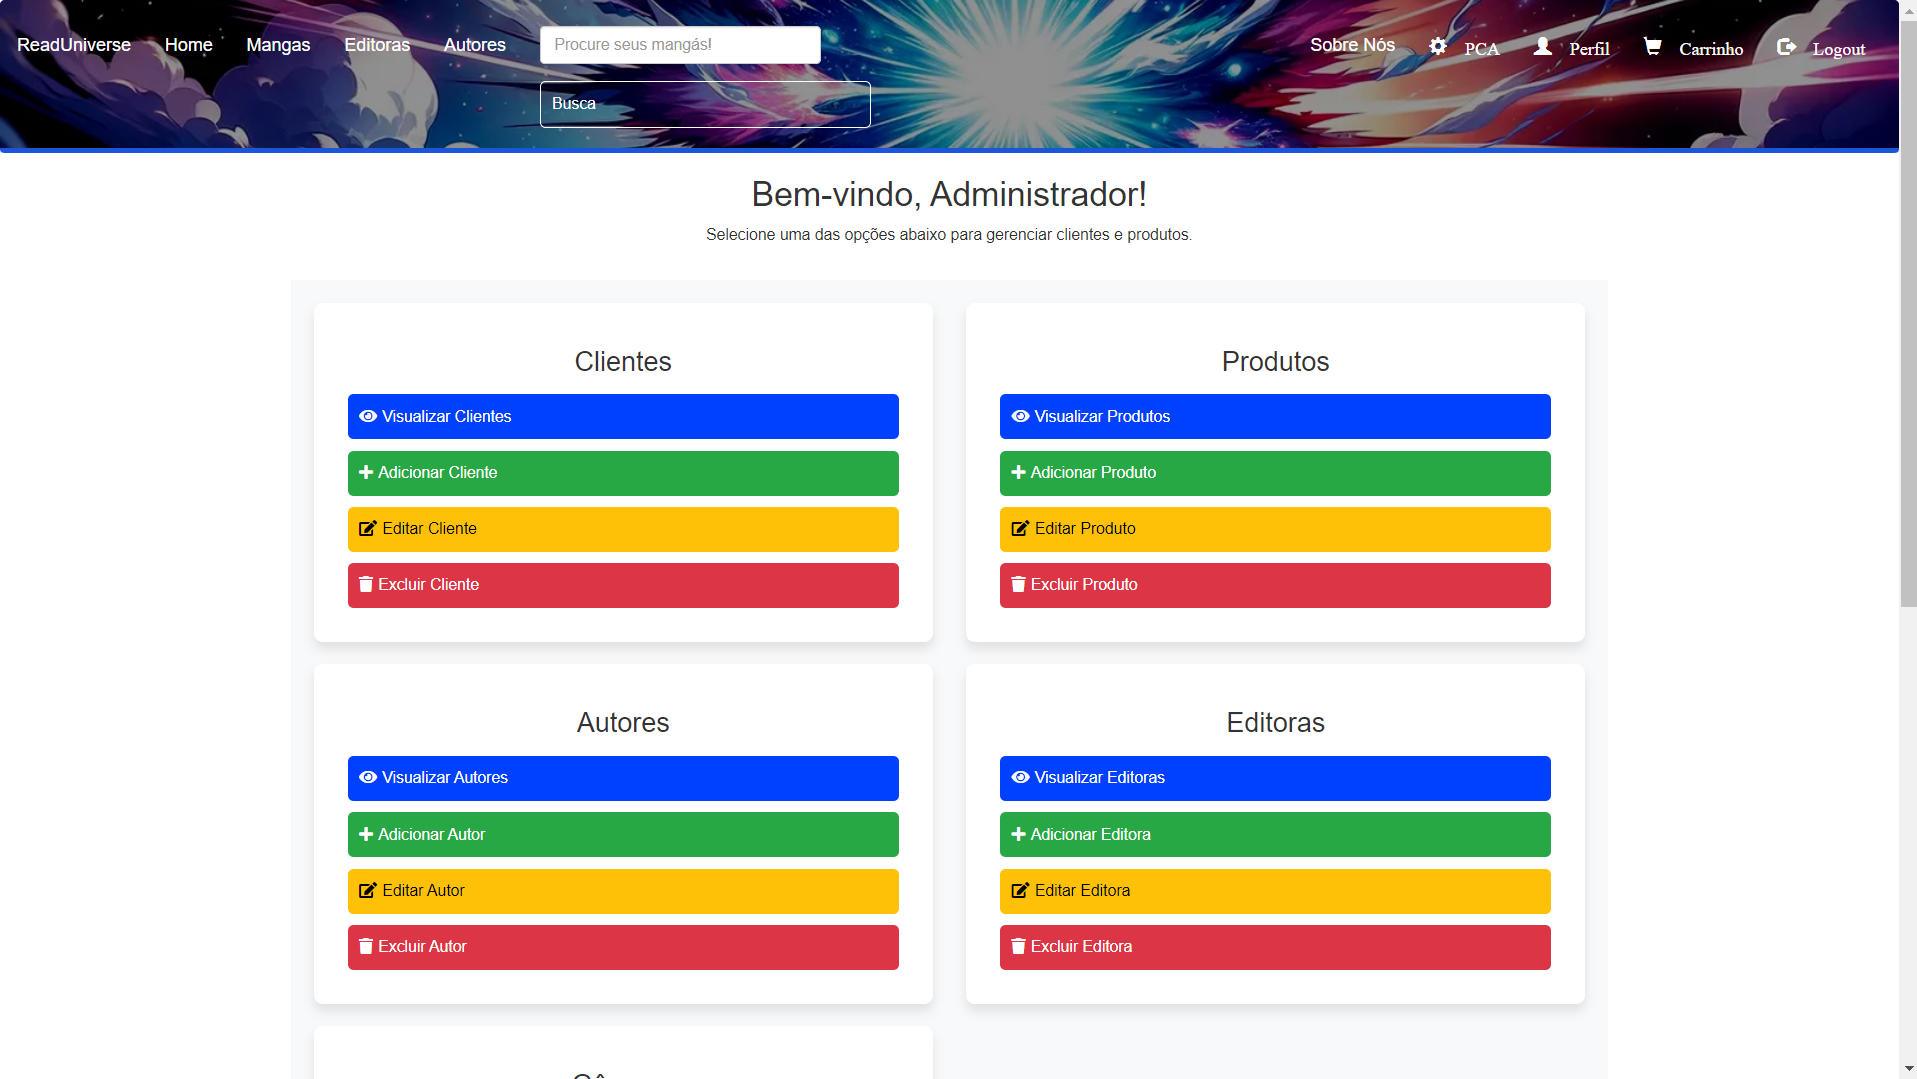 ReadUniverse Home Mangas Editoras Autores Procure seus mangás! Sobre Nós PCA Perfil Carrinho Logout
Busca
Bem-vindo, Administrador!
Selecione uma das opções abaixo para gerenciar clientes e produtos.
Clientes
Visualizar Clientes
Adicionar Cliente
Editar Cliente
Excluir Cliente
Produtos
Visualizar Produtos
Adicionar Produto
Editar Produto
Excluir Produto
Autores
Visualizar Autores
Adicionar Autor
Editar Autor
Excluir Autor
Editoras
Visualizar Editoras
Adicionar Editora
Editar Editora
Excluir Editora